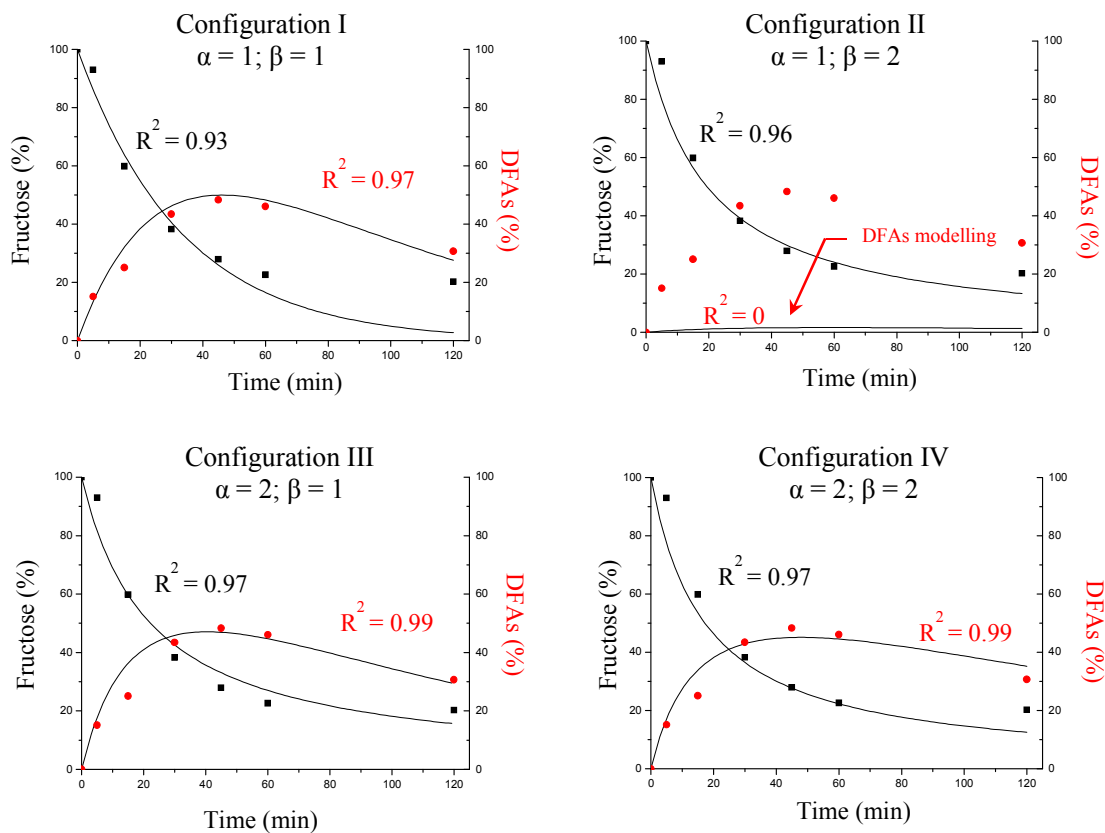 Configuration I
α = 1; β = 1
100
80
60
40
20
0
Fructose (%)
R² = 0.93
R² = 0.97
100
80
60
40
20
0
DFAs (%)
0 20 40 60 80 100 120
Time (min)
Configuration II
α = 1; β = 2
100
80
60
40
20
0
Fructose (%)
R² = 0.96
DFAs modelling
R² = 0
100
80
60
40
20
0
DFAs (%)
0 20 40 60 80 100 120
Time (min)
Configuration III
α = 2; β = 1
100
80
60
40
20
0
Fructose (%)
R² = 0.97
R² = 0.99
100
80
60
40
20
0
DFAs (%)
0 20 40 60 80 100 120
Time (min)
Configuration IV
α = 2; β = 2
100
80
60
40
20
0
Fructose (%)
R² = 0.97
R² = 0.99
100
80
60
40
20
0
DFAs (%)
0 20 40 60 80 100 120
Time (min)